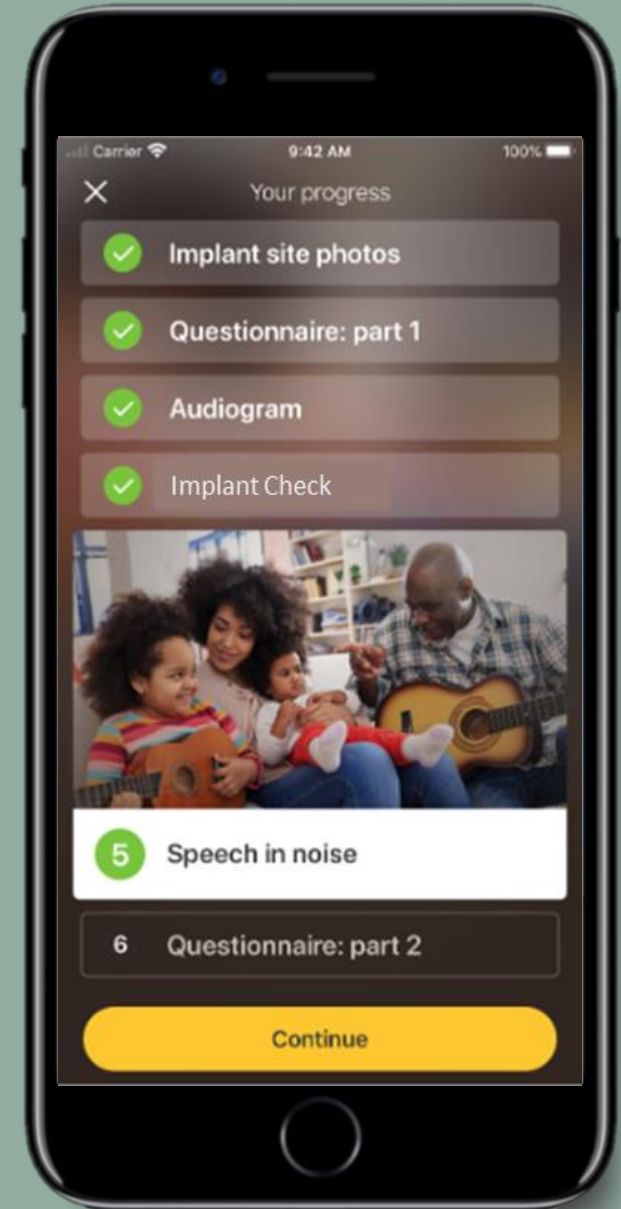 Carrier 9:42 AM 100%
Your progress
Implant site photos
Questionnaire: part 1
Audiogram
Implant Check
5 Speech in noise
6 Questionnaire: part 2
Continue